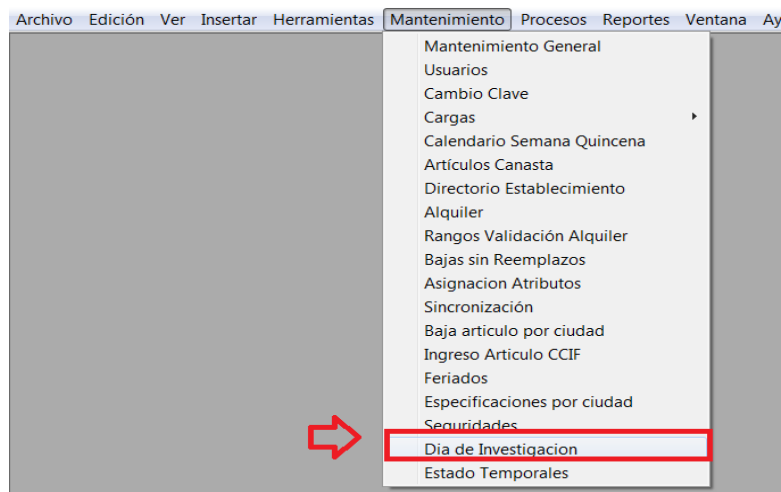 Archivo Edición Ver Insertar Herramientas Mantenimiento Procesos Reportes Ventana Ay
Mantenimiento General
Usuarios
Cambio Clave
Cargas
Calendario Semana Quincena
Artículos Canasta
Directorio Establecimiento
Alquiler
Rangos Validación Alquiler
Bajas sin Reemplazos
Asignacion Atributos
Sincronización
Baja articulo por ciudad
Ingreso Articulo CCIF
Feriados
Especificaciones por ciudad
Seguridades
Dia de Investigacion
Estado Temporales